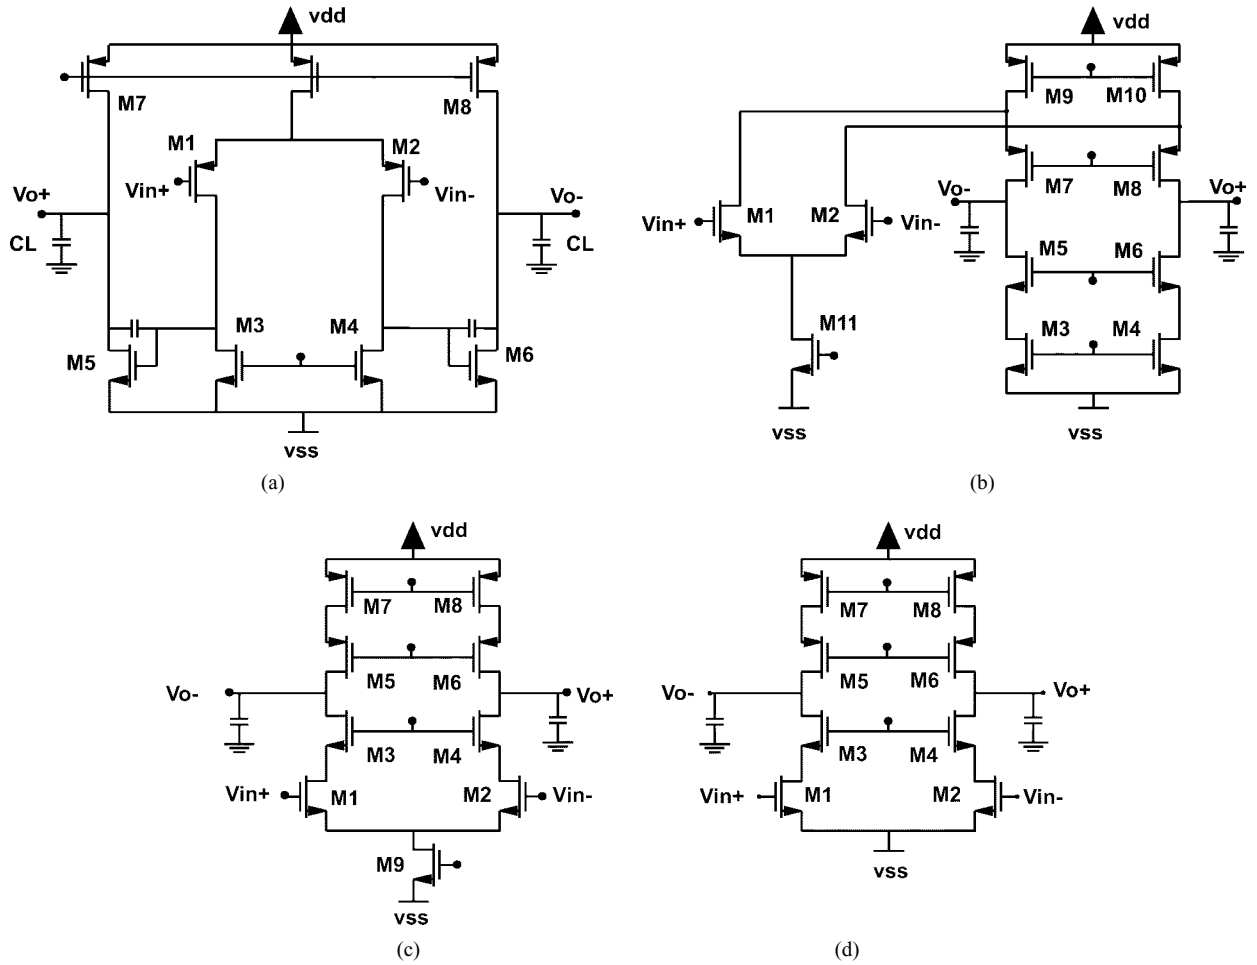 vdd
M7
M8
M1
M2
Vin+
Vin-
Vo+
Vo-
CL
CL
M3
M4
M5
M6
vss
(a)
vdd
M9
M10
M7
M8
Vo-
Vo+
Vin+
M1
M2
Vin-
M5
M6
M11
M3
M4
vss
vss
(b)
vdd
M7
M8
M5
M6
Vo-
Vo+
M3
M4
Vin+
M1
M2
Vin-
M9
vss
(c)
vdd
M7
M8
M5
M6
Vo-
Vo+
M3
M4
Vin+
M1
M2
Vin-
vss
(d)